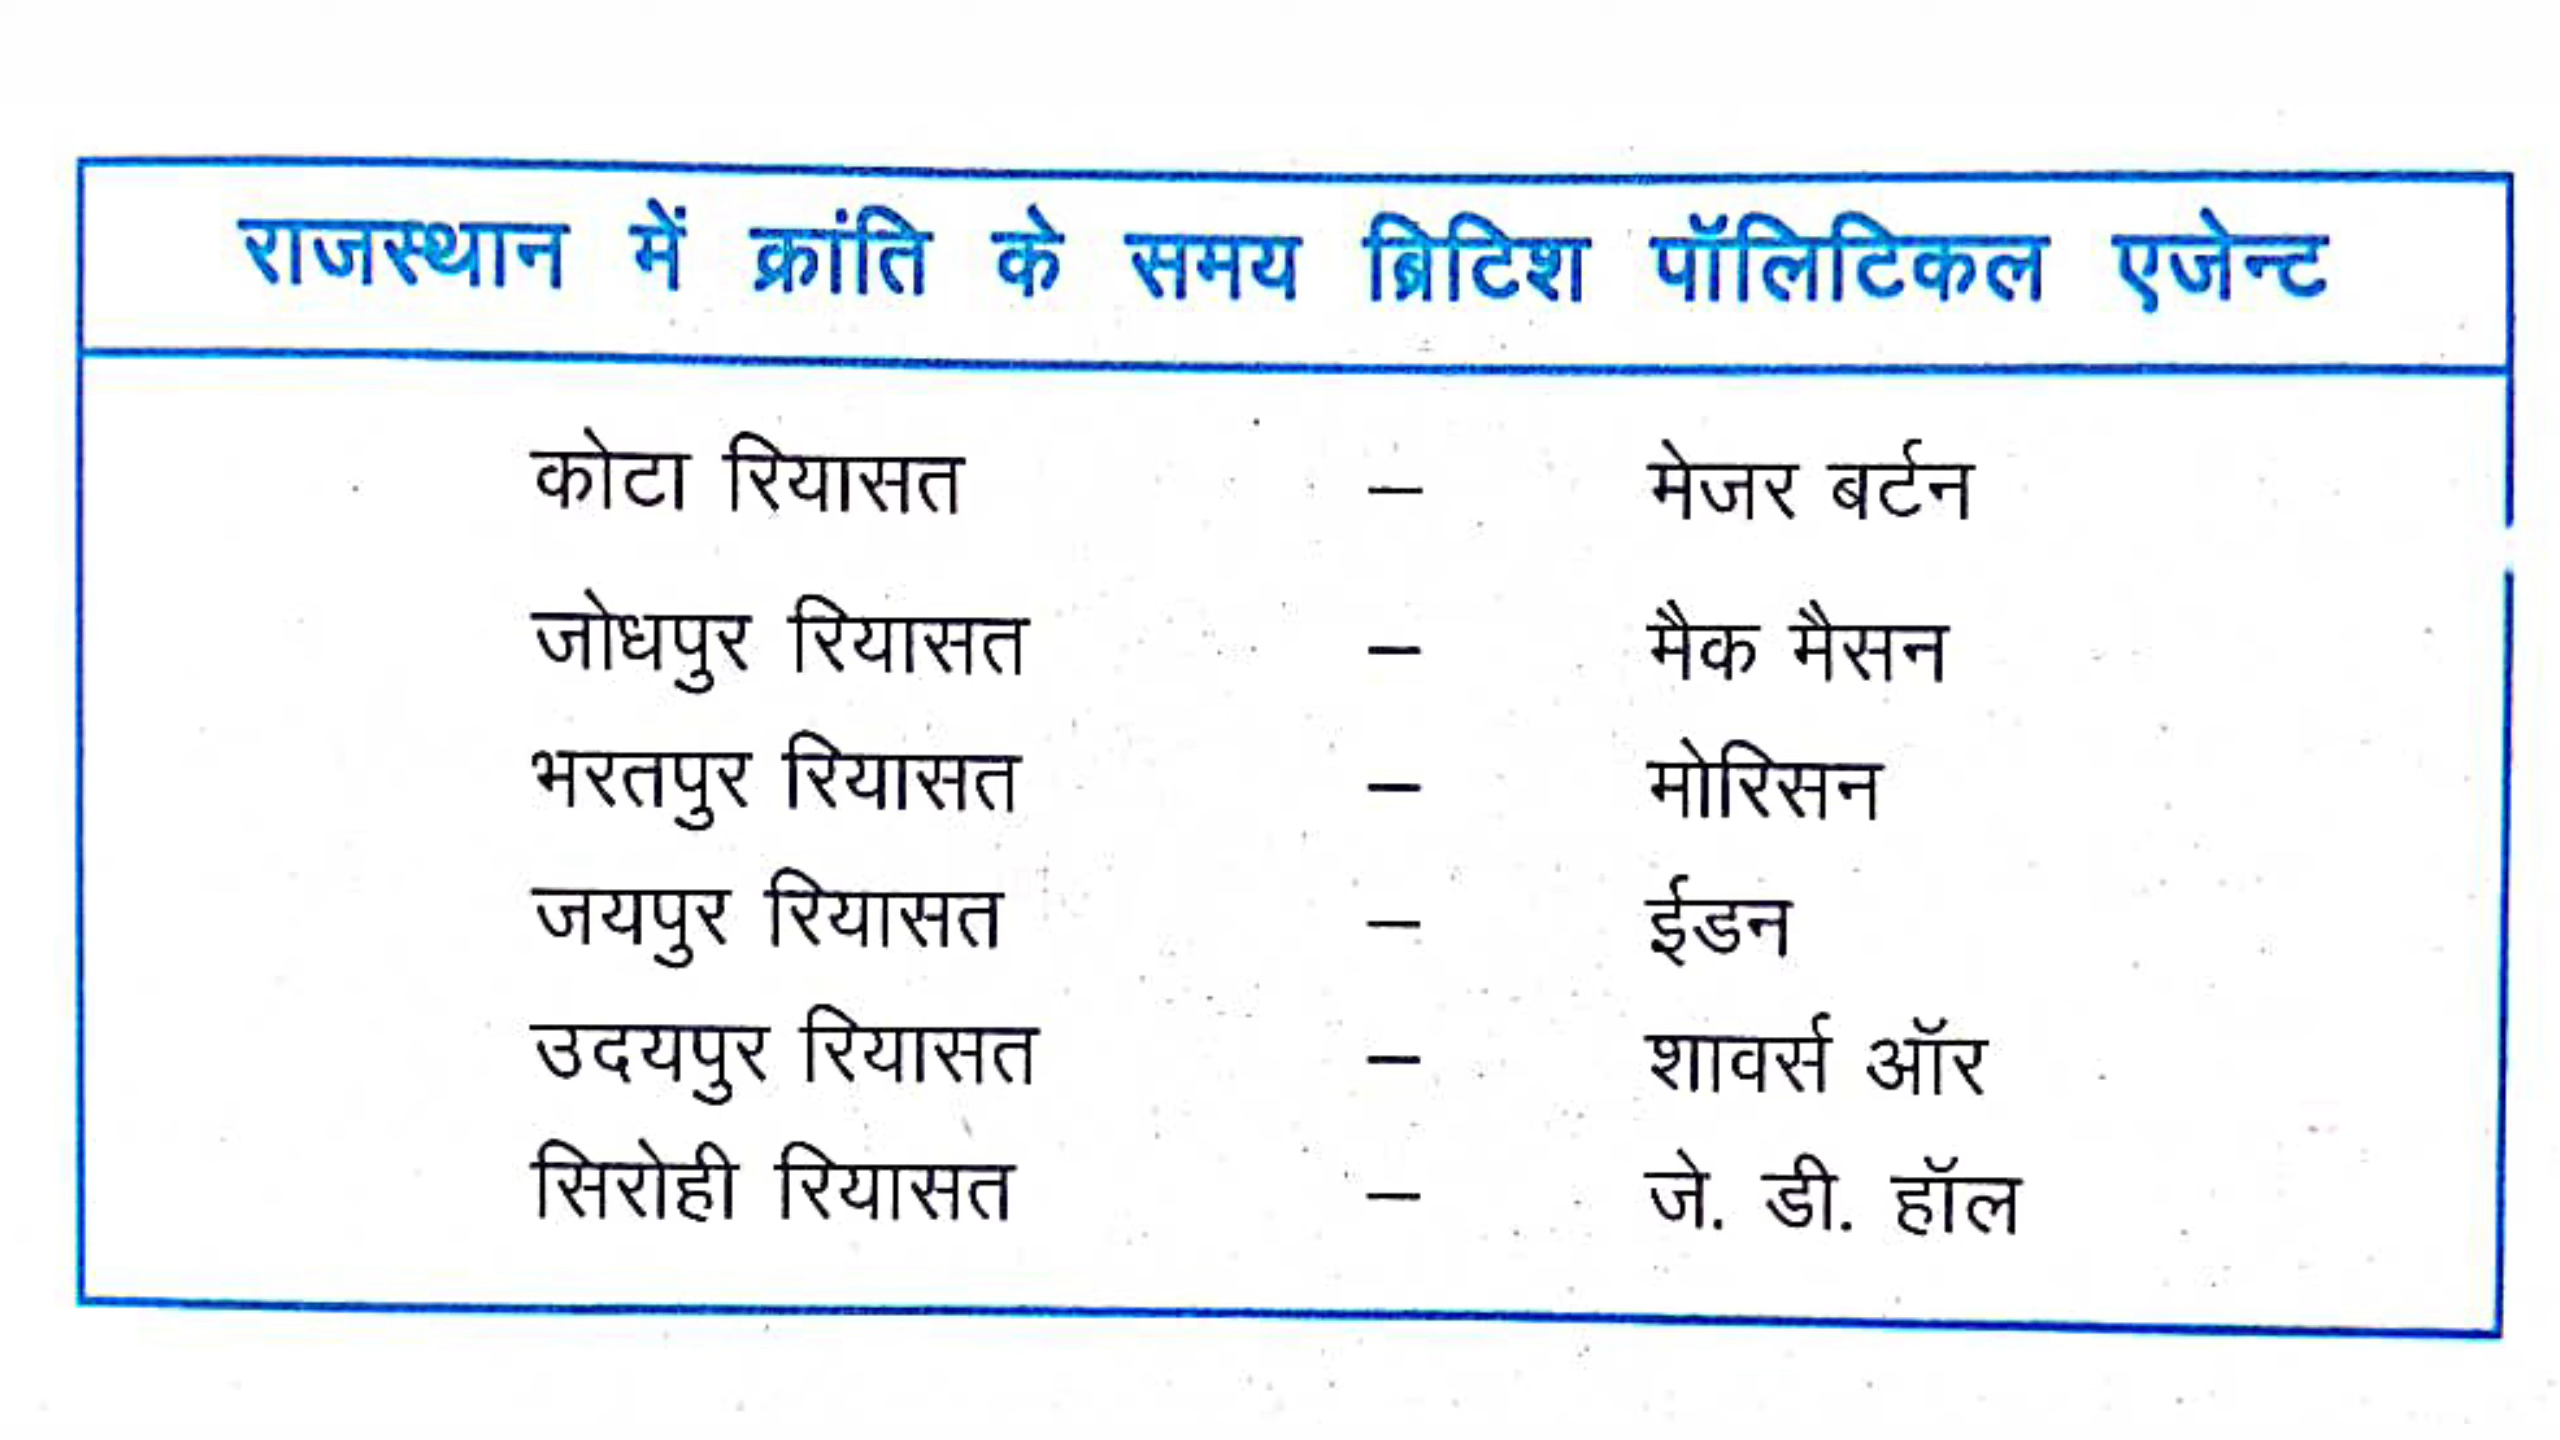 राजस्थान में क्रांति के समय ब्रिटिश पॉलिटिकल एजेन्ट
कोटा रियासत – मेजर बर्टन
जोधपुर रियासत – मैक मैसन
भरतपुर रियासत – मोरिसन
जयपुर रियासत – ईडन
उदयपुर रियासत – शावर्स ऑर
सिरोही रियासत – जे. डी. हॉल